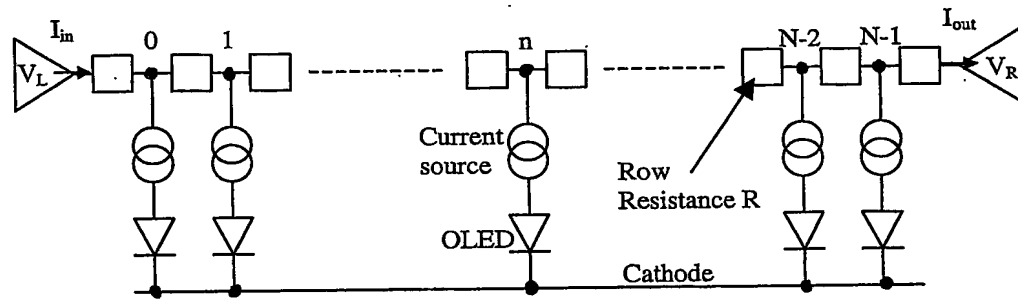 I_in
0
1
n
N-2
N-1
I_out
V_L
V_R
Current
source
Row
Resistance R
OLED
Cathode